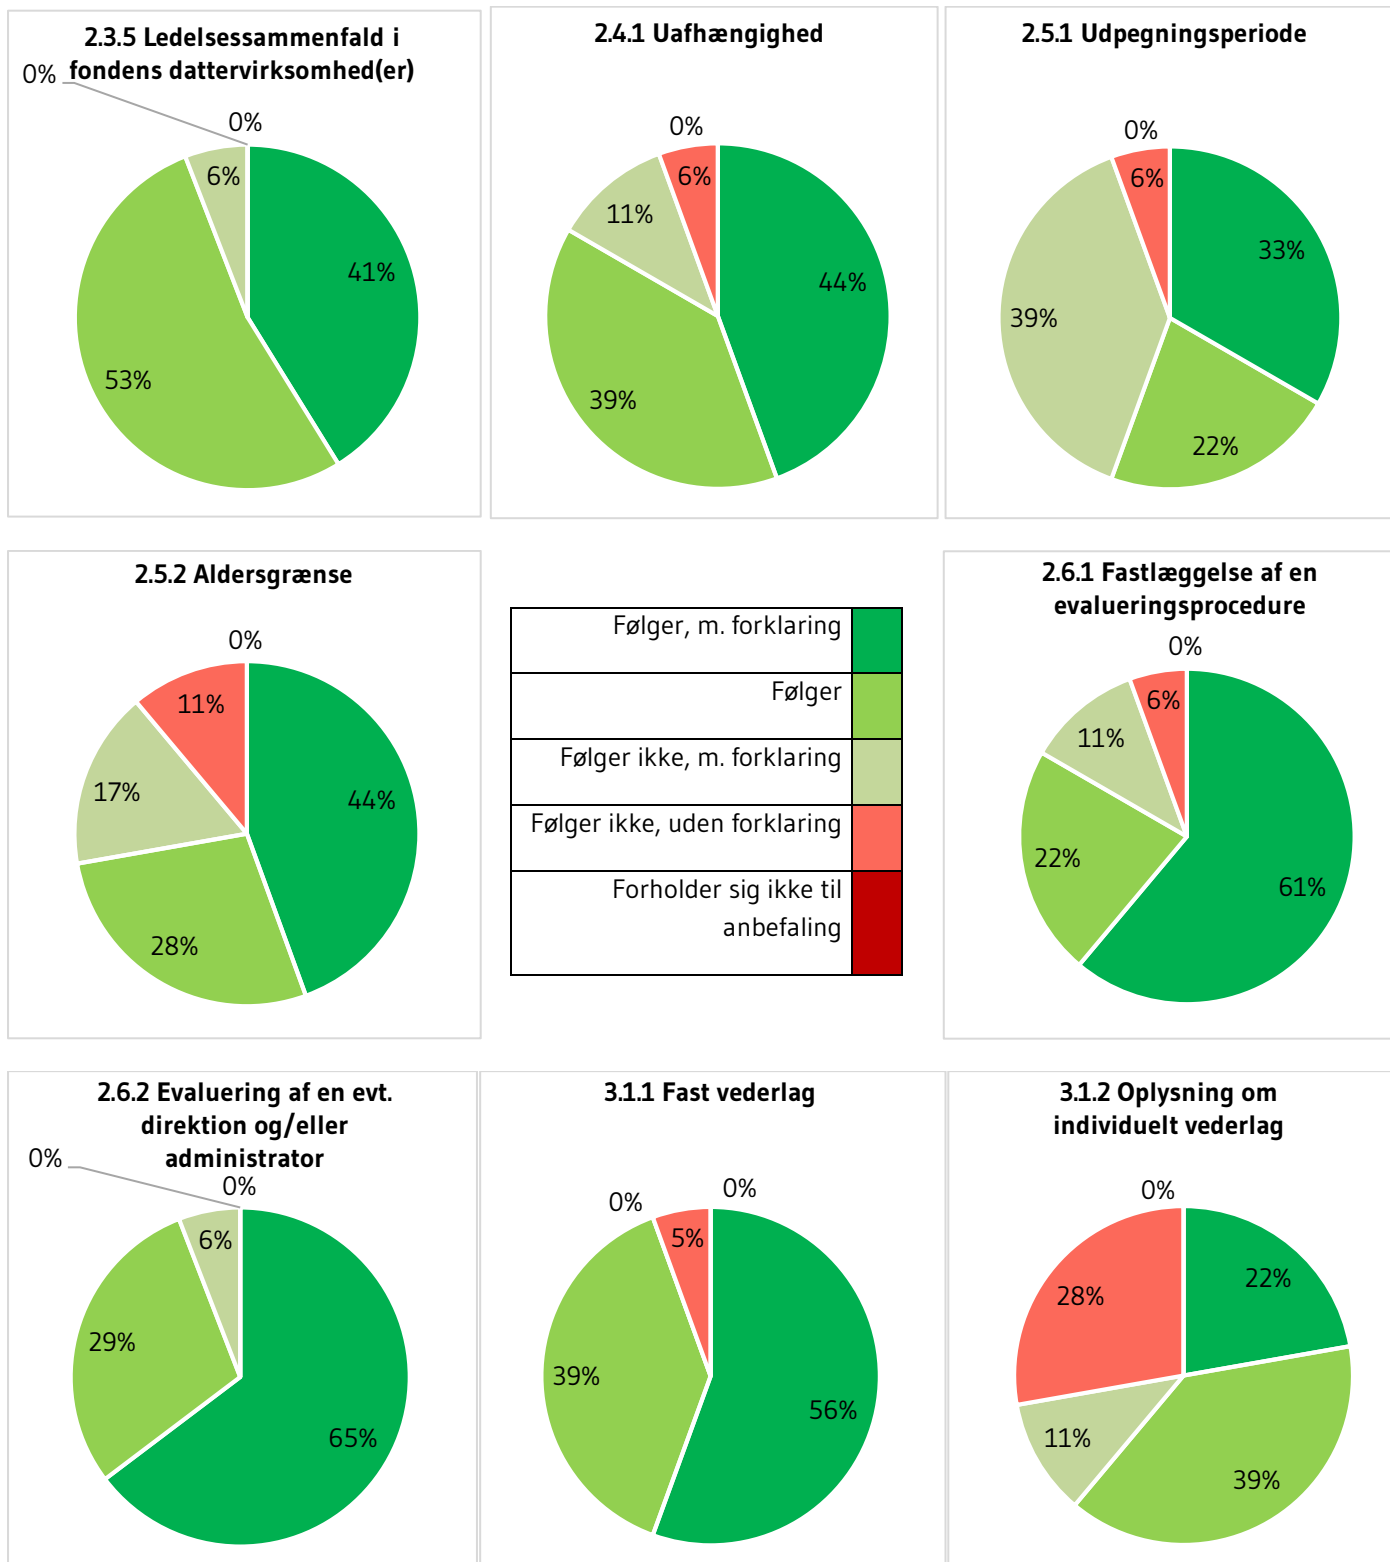 2.3.5 Ledelsessammenfald i
fondens dattervirksomhed(er)
0%
0%
6%
41%
53%
2.4.1 Uafhængighed
0%
6%
11%
44%
39%
2.5.1 Udpegningsperiode
0%
6%
33%
39%
22%
2.5.2 Aldersgrænse
0%
11%
17%
44%
28%
Følger, m. forklaring
Følger
Følger ikke, m. forklaring
Følger ikke, uden forklaring
Forholder sig ikke til
anbefaling
2.6.1 Fastlæggelse af en
evalueringsprocedure
0%
6%
11%
22%
61%
2.6.2 Evaluering af en evt.
direktion og/eller
administrator
0%
0%
6%
29%
65%
3.1.1 Fast vederlag
0%
0%
5%
39%
56%
3.1.2 Oplysning om
individuelt vederlag
0%
22%
28%
11%
39%